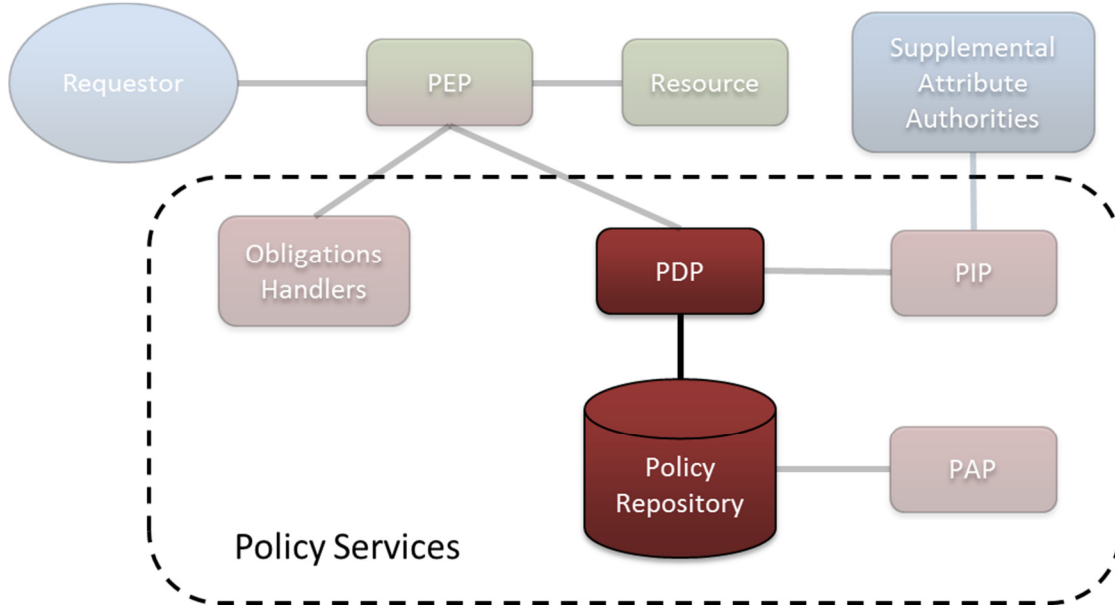 Requestor
PEP
Resource
Supplemental
Attribute
Authorities
Obligations
Handlers
PDP
PIP
Policy
Repository
PAP
Policy Services